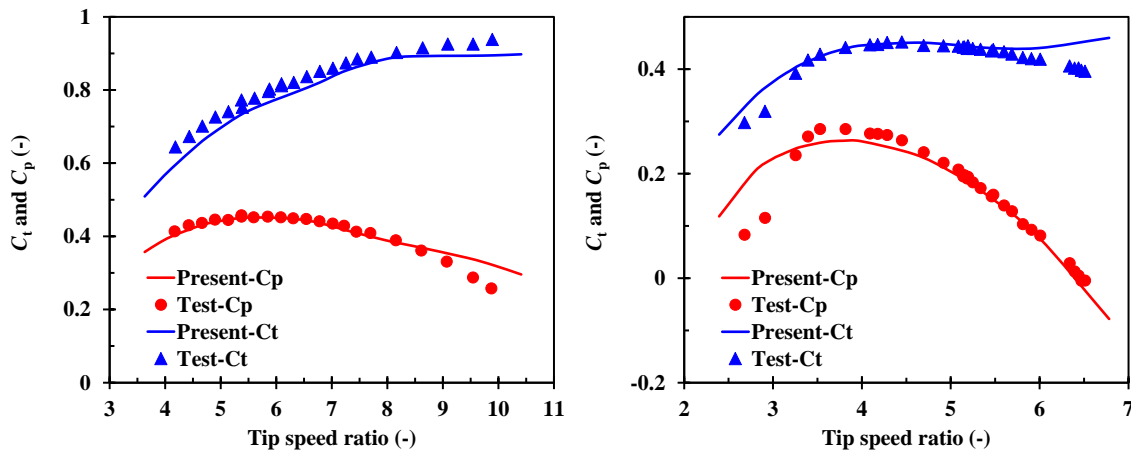 1
0.8
0.6
0.4
0.2
0
Ct and Cp (-)
Present-Cp
Test-Cp
Present-Ct
Test-Ct
3 4 5 6 7 8 9 10 11
Tip speed ratio (-)
0.4
0.2
0
-0.2
Ct and Cp (-)
Present-Cp
Test-Cp
Present-Ct
Test-Ct
2 3 4 5 6 7
Tip speed ratio (-)